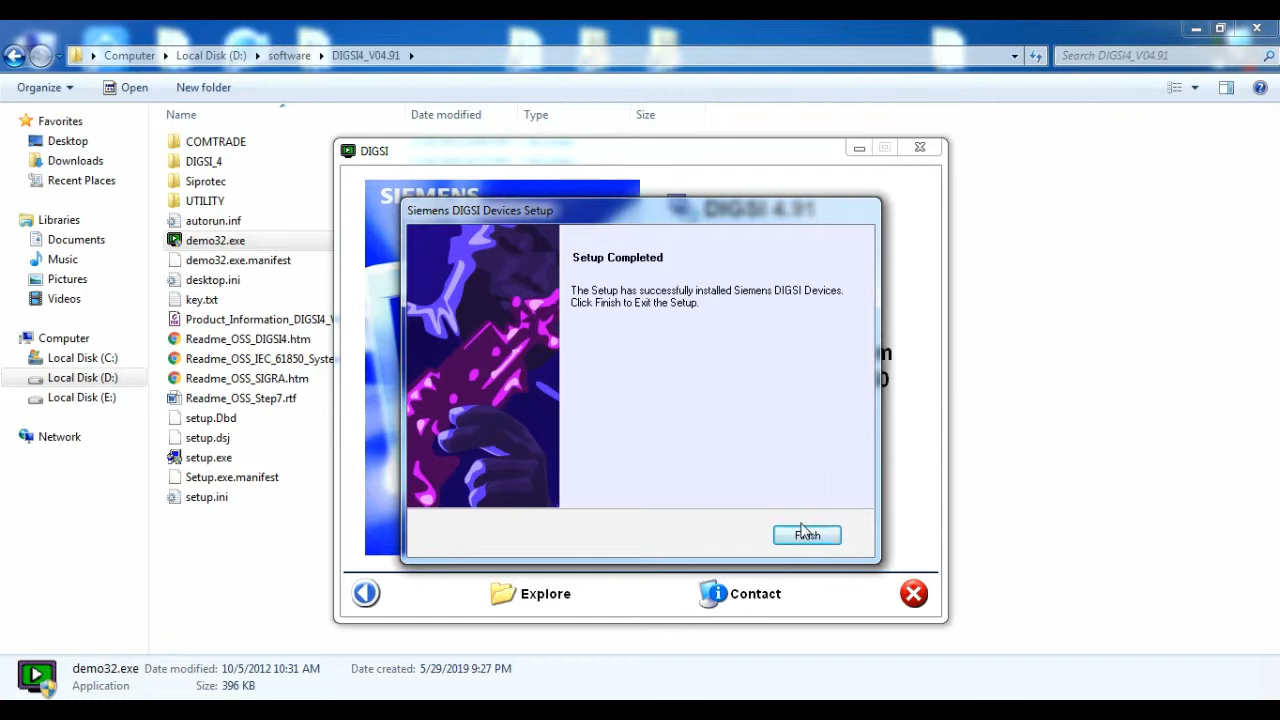 Computer
Local Disk (D:)
software
DIGSI4_V04.91
Search DIGSI4_V04.91
Organize
Open
New folder
Favorites
Desktop
Downloads
Recent Places
Libraries
Documents
Music
Pictures
Videos
Computer
Local Disk (C:)
Local Disk (D:)
Local Disk (E:)
Network
Name
Date modified
Type
Size
COMTRADE
DIGSI_4
Siprotec
UTILITY
autorun.inf
demo32.exe
demo32.exe.manifest
desktop.ini
key.txt
Product_Information_DIGSI4_V
Readme_OSS_DIGSI4.htm
Readme_OSS_IEC_61850_Syste
Readme_OSS_SIGRA.htm
Readme_OSS_Step7.rtf
setup.Dbd
setup.dsj
setup.exe
Setup.exe.manifest
setup.ini
DIGSI
SIEMENS
DIGSI 4.91
Siemens DIGSI Devices Setup
Setup Completed
The Setup has successfully installed Siemens DIGSI Devices.
Click Finish to Exit the Setup.
Finish
m
0
Explore
Contact
demo32.exe Date modified: 10/5/2012 10:31 AM Date created: 5/29/2019 9:27 PM
Application Size: 396 KB